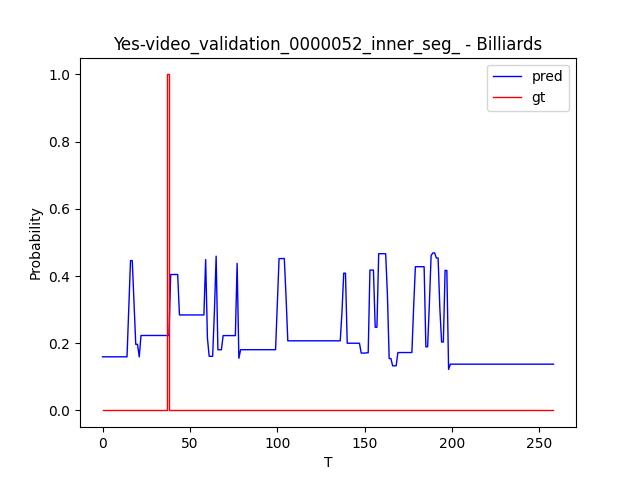 Yes-video_validation_0000052_inner_seg_ - Billiards
pred
gt
1.0
0.8
0.6
0.4
0.2
0.0
Probability
0
50
100
150
200
250
T